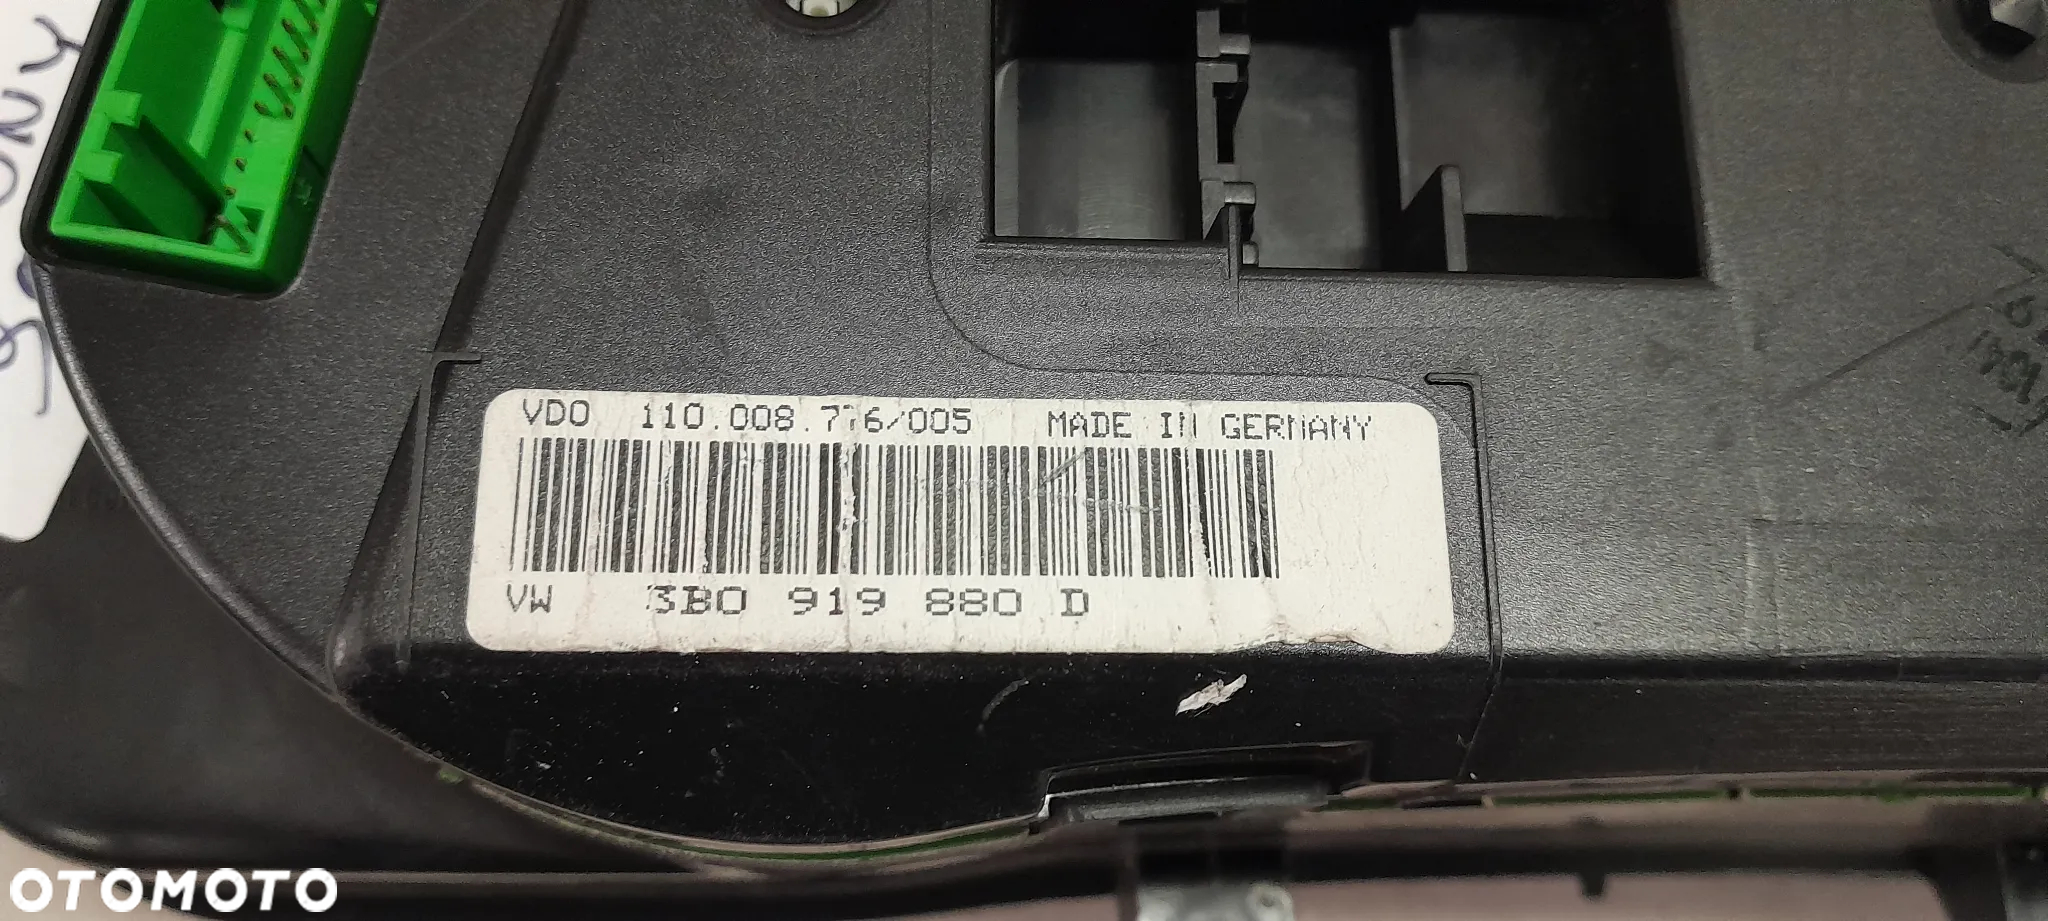 VDO 110.008.776/005 MADE IN GERMANY
VW 3B0 919 880 D
OTOMOTO